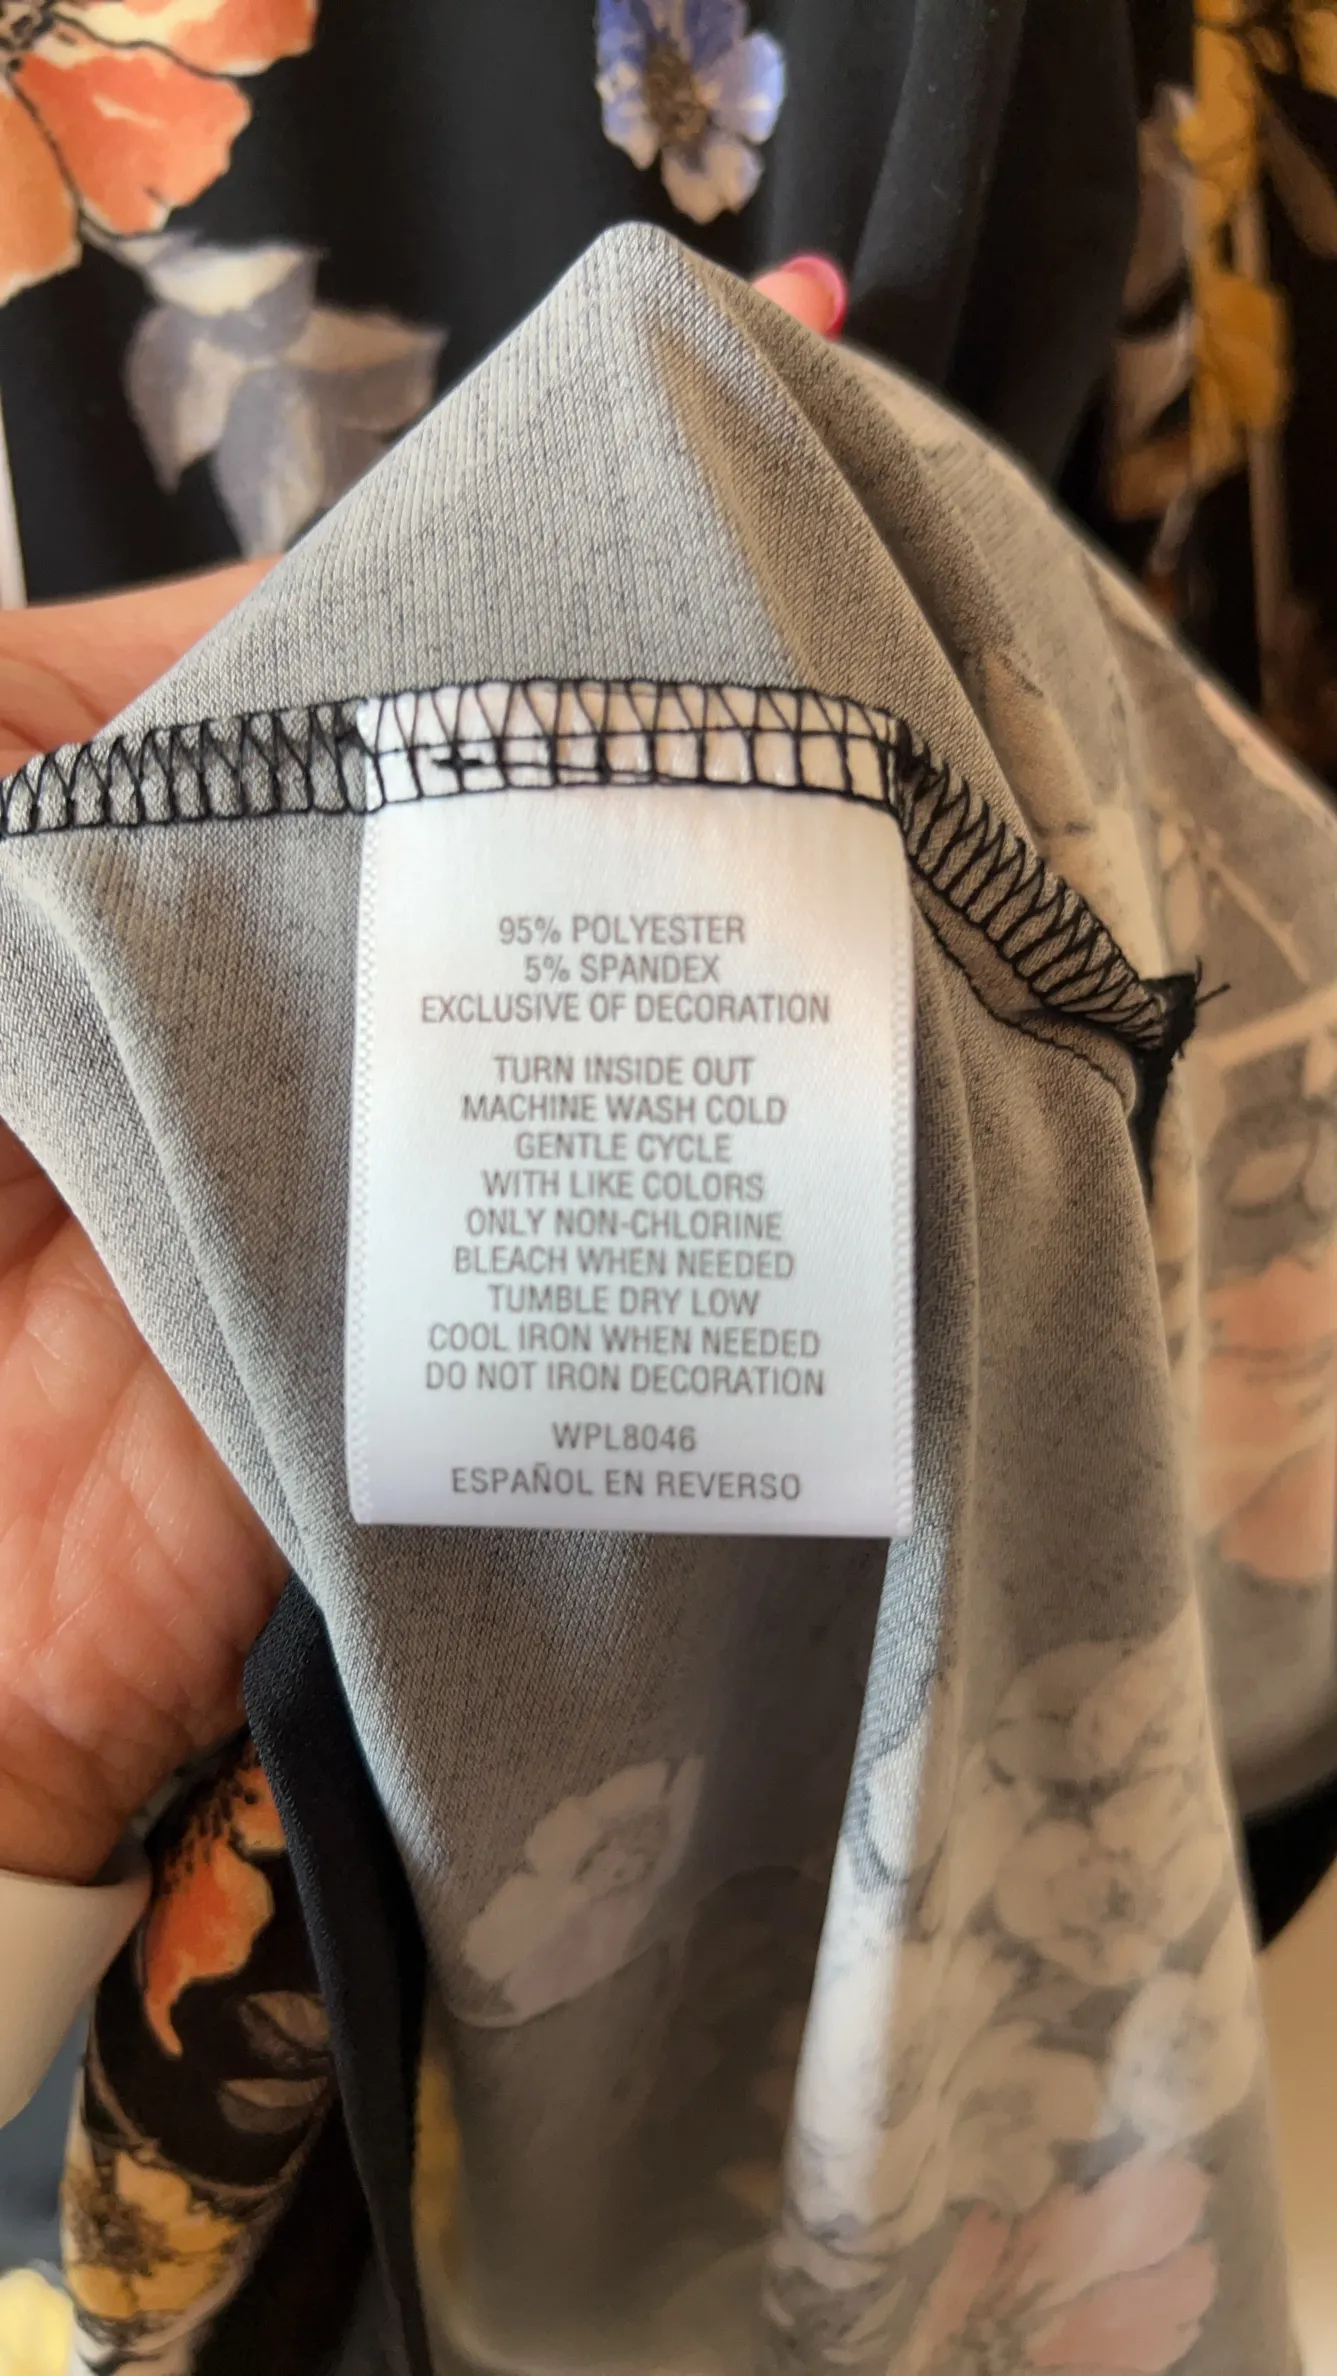 95% POLYESTER
5% SPANDEX
EXCLUSIVE OF DECORATION
TURN INSIDE OUT
MACHINE WASH COLD
GENTLE CYCLE
WITH LIKE COLORS
ONLY NON-CHLORINE
BLEACH WHEN NEEDED
TUMBLE DRY LOW
COOL IRON WHEN NEEDED
DO NOT IRON DECORATION
WPL8046
ESPAÑOL EN REVERSO